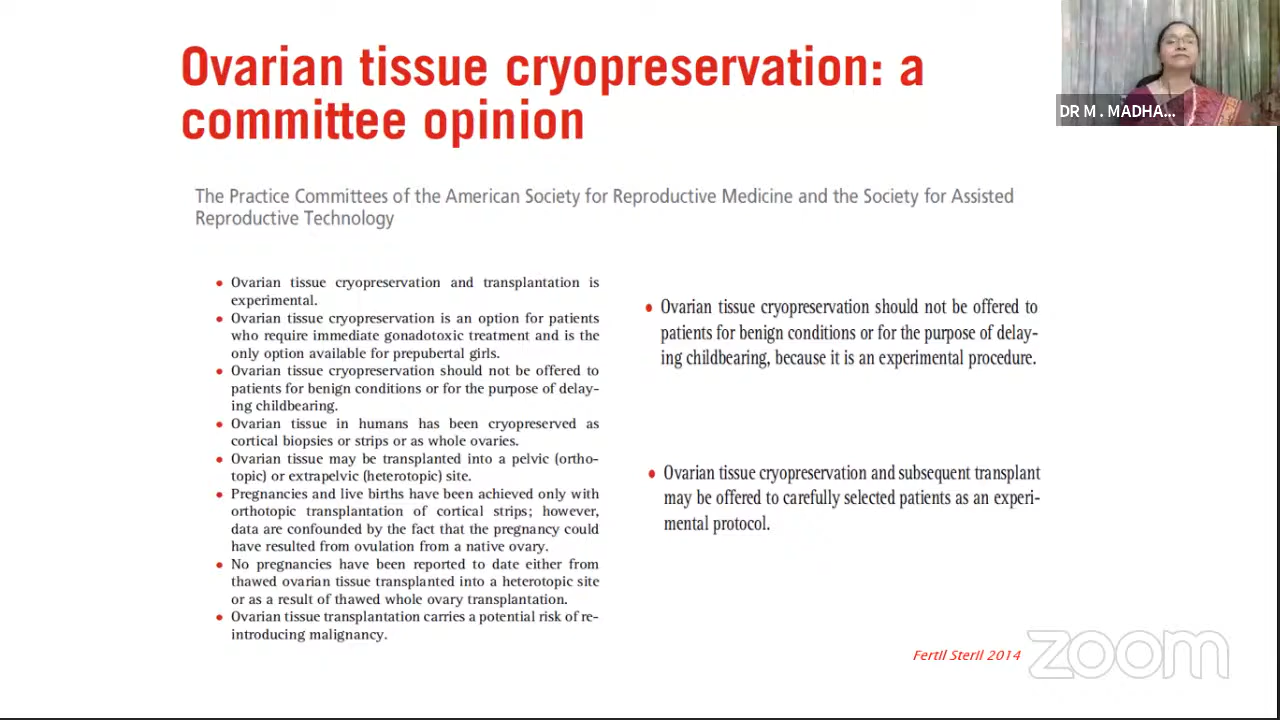 Ovarian tissue cryopreservation: a
committee opinion
DR M . MADHA...
The Practice Committees of the American Society for Reproductive Medicine and the Society for Assisted
Reproductive Technology
• Ovarian tissue cryopreservation and transplantation is
experimental.
• Ovarian tissue cryopreservation is an option for patients
who require immediate gonadotoxic treatment and is the
only option available for prepubertal girls.
• Ovarian tissue cryopreservation should not be offered to
patients for benign conditions or for the purpose of delay-
ing childbearing.
• Ovarian tissue in humans has been cryopreserved as
cortical biopsies or strips or as whole ovaries.
• Ovarian tissue may be transplanted into a pelvic (ortho-
topic) or extrapelvic (heterotopic) site.
• Pregnancies and live births have been achieved only with
orthotopic transplantation of cortical strips; however,
data are confounded by the fact that the pregnancy could
have resulted from ovulation from a native ovary.
• No pregnancies have been reported to date either from
thawed ovarian tissue transplanted into a heterotopic site
or as a result of thawed whole ovary transplantation.
• Ovarian tissue transplantation carries a potential risk of re-
introducing malignancy.
• Ovarian tissue cryopreservation should not be offered to
patients for benign conditions or for the purpose of delay-
ing childbearing, because it is an experimental procedure.
• Ovarian tissue cryopreservation and subsequent transplant
may be offered to carefully selected patients as an experi-
mental protocol.
Fertil Steril 2014
zoom